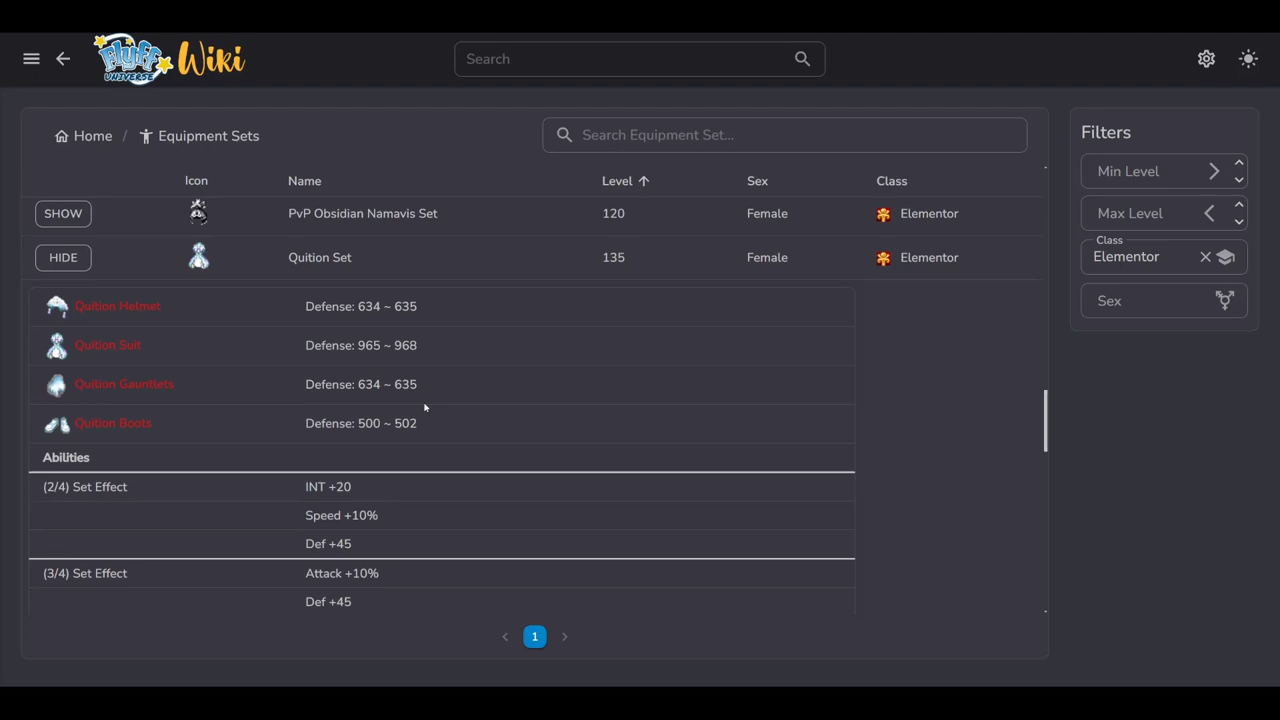 Flyff UNIVERSE Wiki
Search
Home / Equipment Sets
Search Equipment Set...
Icon Name Level Sex Class
SHOW PvP Obsidian Namavis Set 120 Female Elementor
HIDE Quition Set 135 Female Elementor
Quition Helmet Defense: 634 ~ 635
Quition Suit Defense: 965 ~ 968
Quition Gauntlets Defense: 634 ~ 635
Quition Boots Defense: 500 ~ 502
Abilities
(2/4) Set Effect INT +20
Speed +10%
Def +45
(3/4) Set Effect Attack +10%
Def +45
1
Filters
Min Level
Max Level
Class
Elementor
Sex